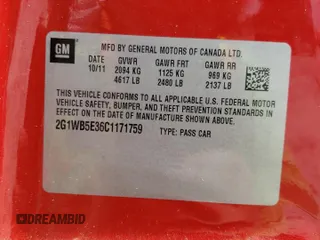 GM
MFD BY GENERAL MOTORS OF CANADA LTD.
DATE GVWR GAWR FRT GAWR RR
10/11 2094 KG 1125 KG 969 KG
4617 LB 2480 LB 2137 LB
THIS VEHICLE CONFORMS TO ALL APPLICABLE U.S. FEDERAL MOTOR
VEHICLE SAFETY, BUMPER, AND THEFT PREVENTION STANDARDS
IN EFFECT ON THE DATE OF MANUFACTURE SHOWN ABOVE.
2G1WB5E36C1171759 TYPE: PASS CAR
DREAMBID